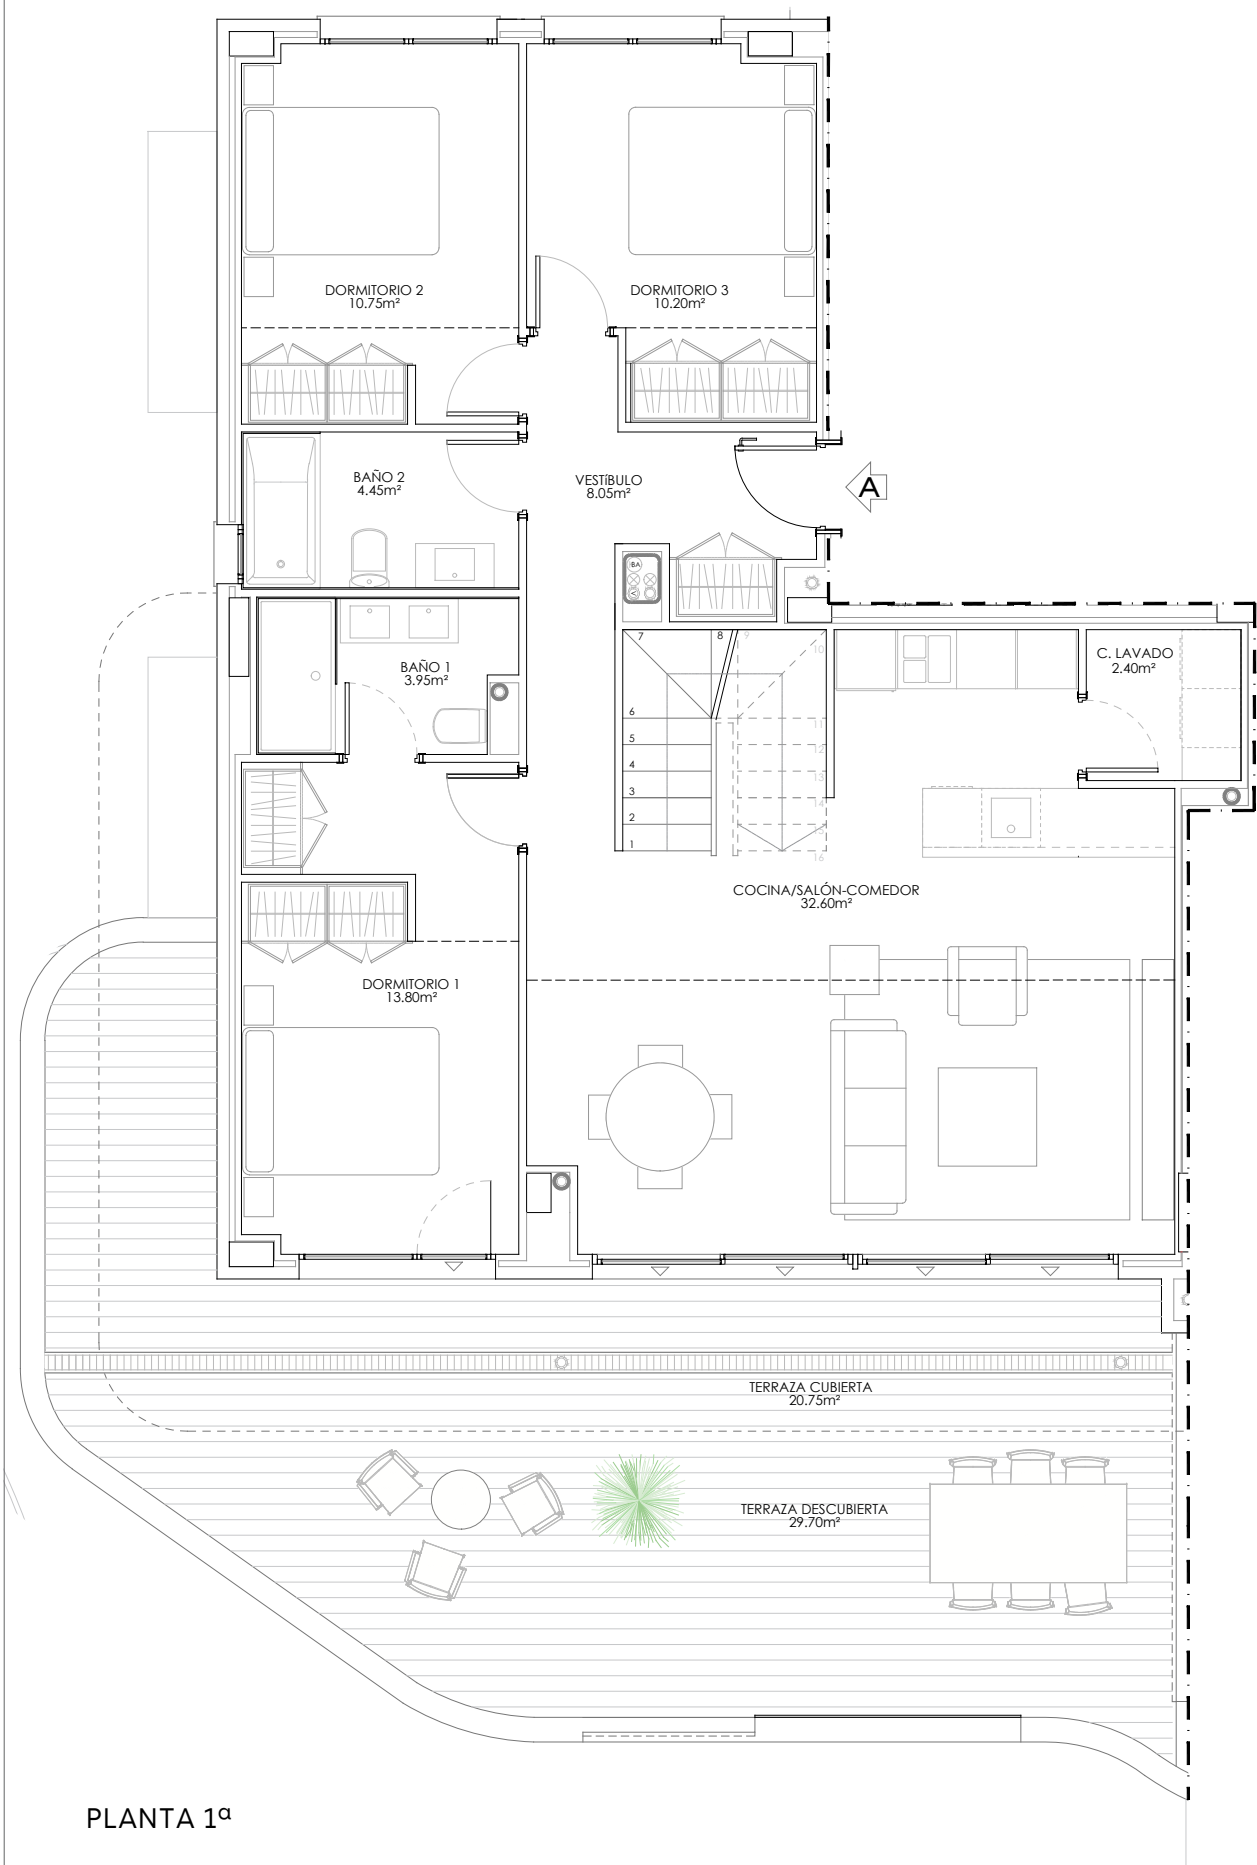 DORMITORIO 2
10.75m²
DORMITORIO 3
10.20m²
BAÑO 2
4.45m²
VESTÍBULO
8.05m²
A
BA
BAÑO 1
3.95m²
C. LAVADO
2.40m²
7
8
9
10
6
11
5
12
4
13
3
14
2
15
1
16
COCINA/SALÓN-COMEDOR
32.60m²
DORMITORIO 1
13.80m²
TERRAZA CUBIERTA
20.75m²
TERRAZA DESCUBIERTA
29.70m²
PLANTA 1ª